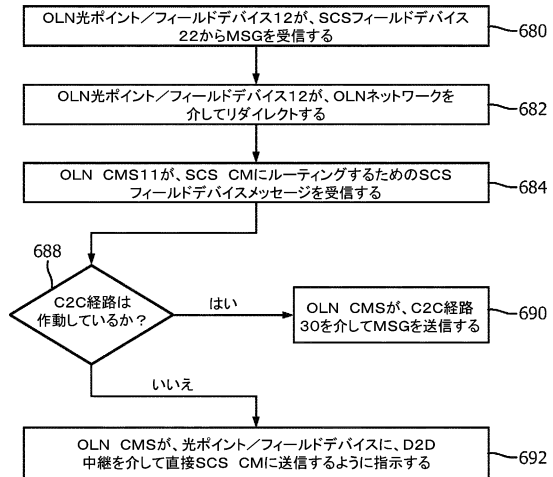 OLN光ポイント／フィールドデバイス12が、SCSフィールドデバイス
22からMSGを受信する
680
OLN光ポイント／フィールドデバイス12が、OLNネットワークを
介してリダイレクトする
682
OLN CMS11が、SCS CMにルーティングするためのSCS
フィールドデバイスメッセージを受信する
684
688
C2C経路は
作動しているか？
はい
OLN CMSが、C2C経路
30を介してMSGを送信する
690
いいえ
OLN CMSが、光ポイント／フィールドデバイスに、D2D
中継を介して直接SCS CMに送信するように指示する
692